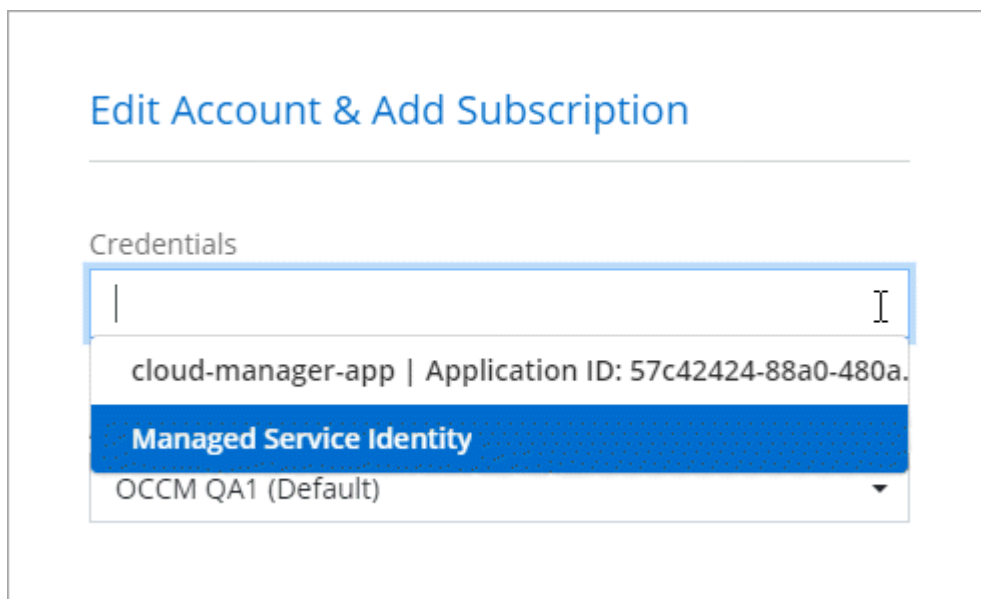 Edit Account & Add Subscription
Credentials
cloud-manager-app | Application ID: 57c42424-88a0-480a.
Managed Service Identity
OCCM QA1 (Default)